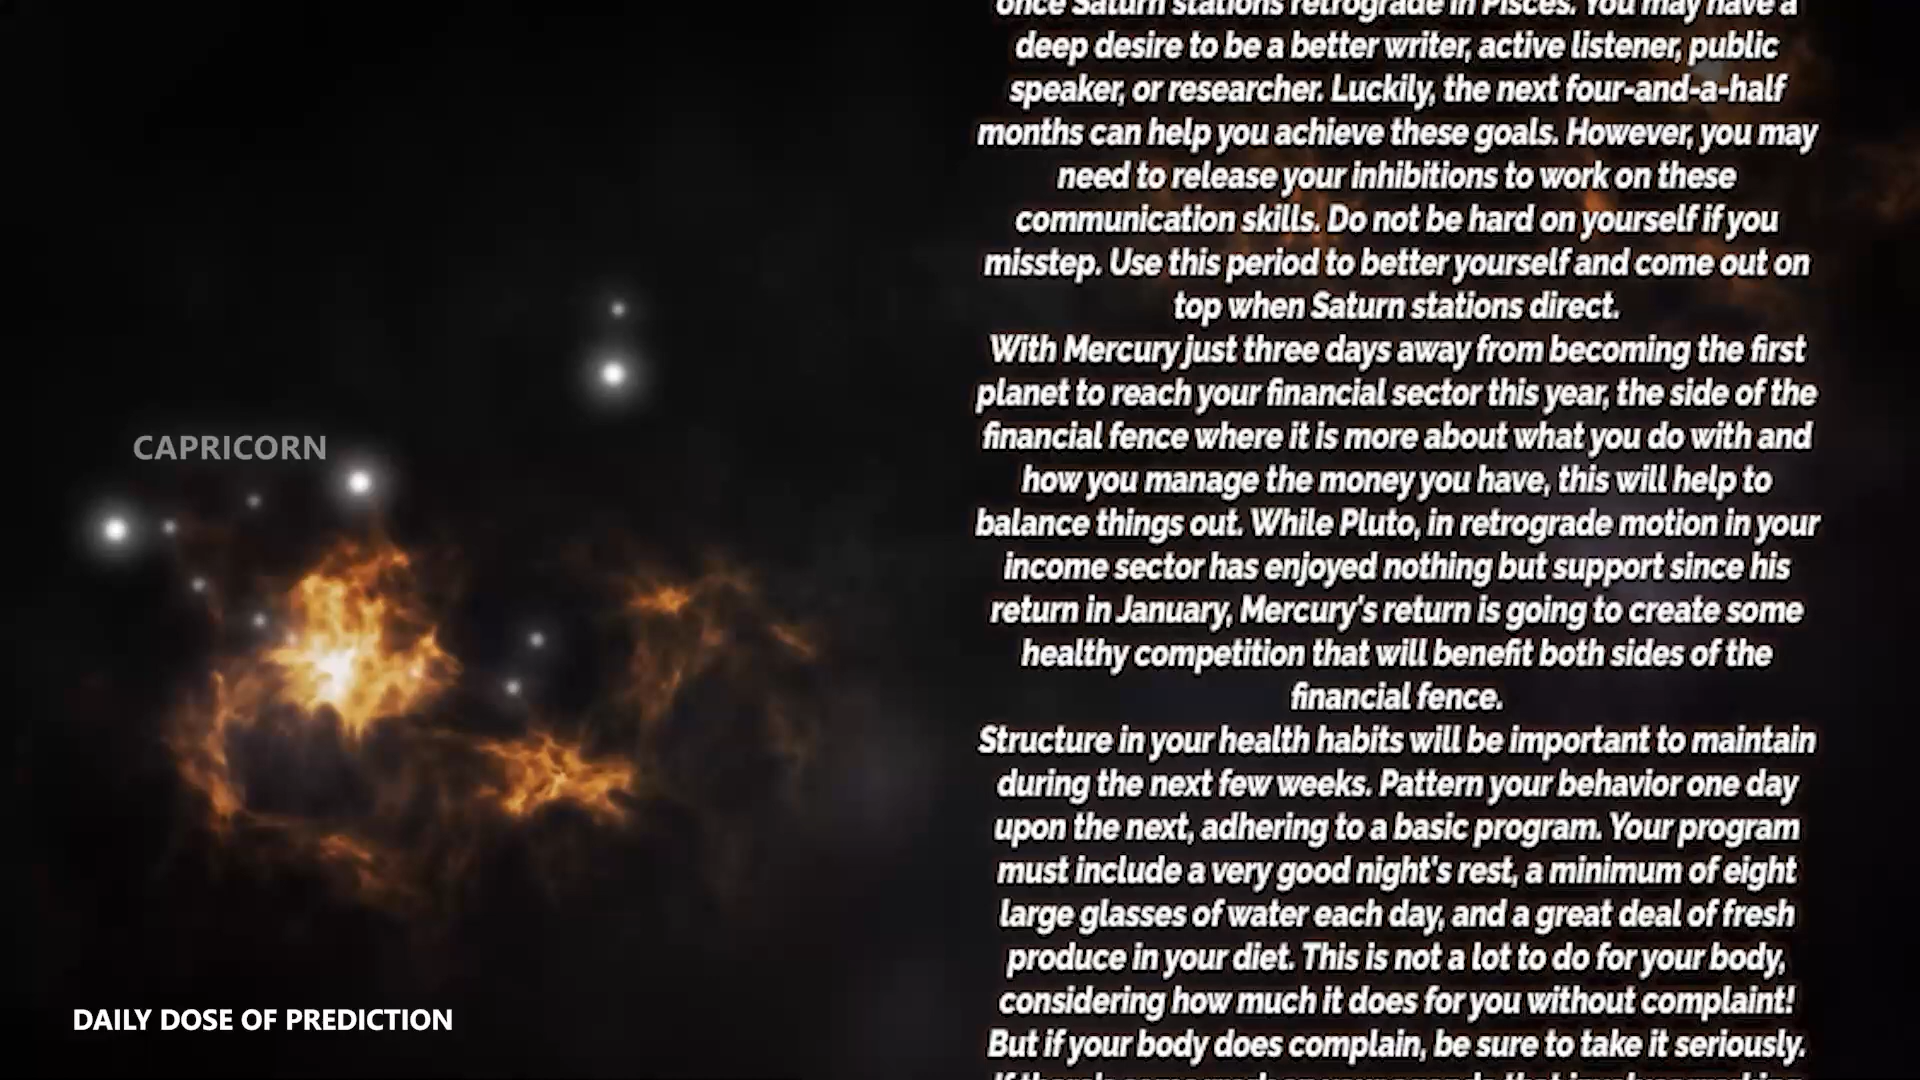 once Saturn stations retrograde in Pisces. You may have a
deep desire to be a better writer, active listener, public
speaker, or researcher. Luckily, the next four-and-a-half
months can help you achieve these goals. However, you may
need to release your inhibitions to work on these
communication skills. Do not be hard on yourself if you
misstep. Use this period to better yourself and come out on
top when Saturn stations direct.
With Mercury just three days away from becoming the first
planet to reach your financial sector this year, the side of the
financial fence where it is more about what you do with and
how you manage the money you have, this will help to
balance things out. While Pluto, in retrograde motion in your
income sector has enjoyed nothing but support since his
return in January, Mercury's return is going to create some
healthy competition that will benefit both sides of the
financial fence.
Structure in your health habits will be important to maintain
during the next few weeks. Pattern your behavior one day
upon the next, adhering to a basic program. Your program
must include a very good night's rest, a minimum of eight
large glasses of water each day, and a great deal of fresh
produce in your diet. This is not a lot to do for your body,
considering how much it does for you without complaint!
But if your body does complain, be sure to take it seriously.
CAPRICORN
DAILY DOSE OF PREDICTION